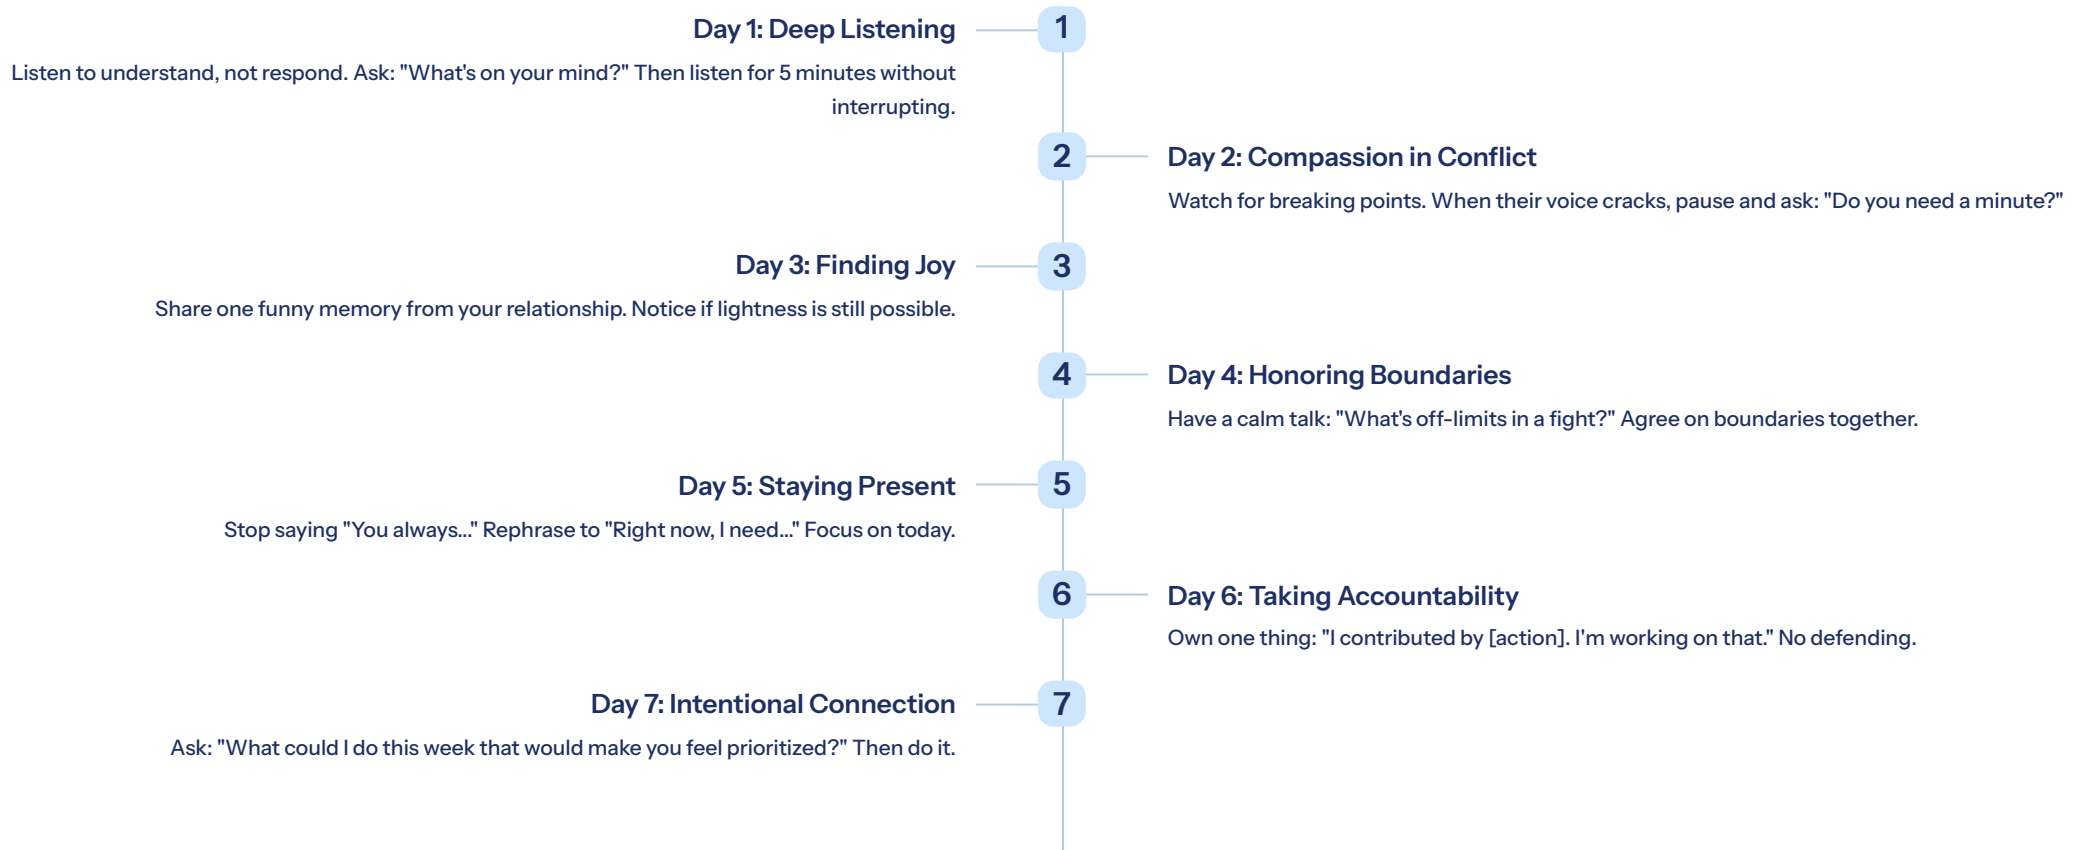 Day 1: Deep Listening
1
Listen to understand, not respond. Ask: "What's on your mind?" Then listen for 5 minutes without
interrupting.
2
Day 2: Compassion in Conflict
Watch for breaking points. When their voice cracks, pause and ask: "Do you need a minute?"
Day 3: Finding Joy
3
Share one funny memory from your relationship. Notice if lightness is still possible.
4
Day 4: Honoring Boundaries
Have a calm talk: "What's off-limits in a fight?" Agree on boundaries together.
Day 5: Staying Present
5
Stop saying "You always..." Rephrase to "Right now, I need..." Focus on today.
6
Day 6: Taking Accountability
Own one thing: "I contributed by [action]. I'm working on that." No defending.
Day 7: Intentional Connection
7
Ask: "What could I do this week that would make you feel prioritized?" Then do it.